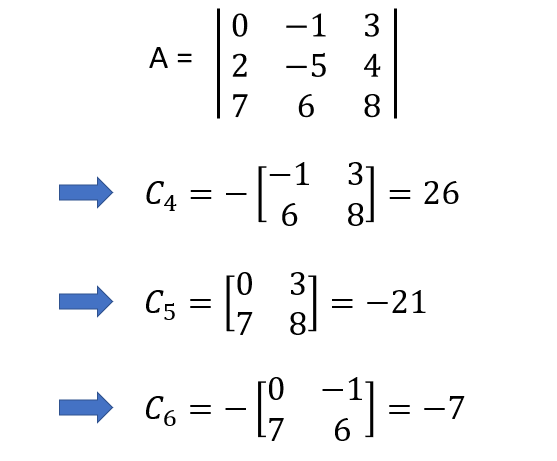 A = | 0 −1 3 |
| 2 −5 4 |
| 7 6 8 |
C₄ = − [−1 3
6 8] = 26
C₅ = [0 3
7 8] = −21
C₆ = − [0 −1
7 6] = −7